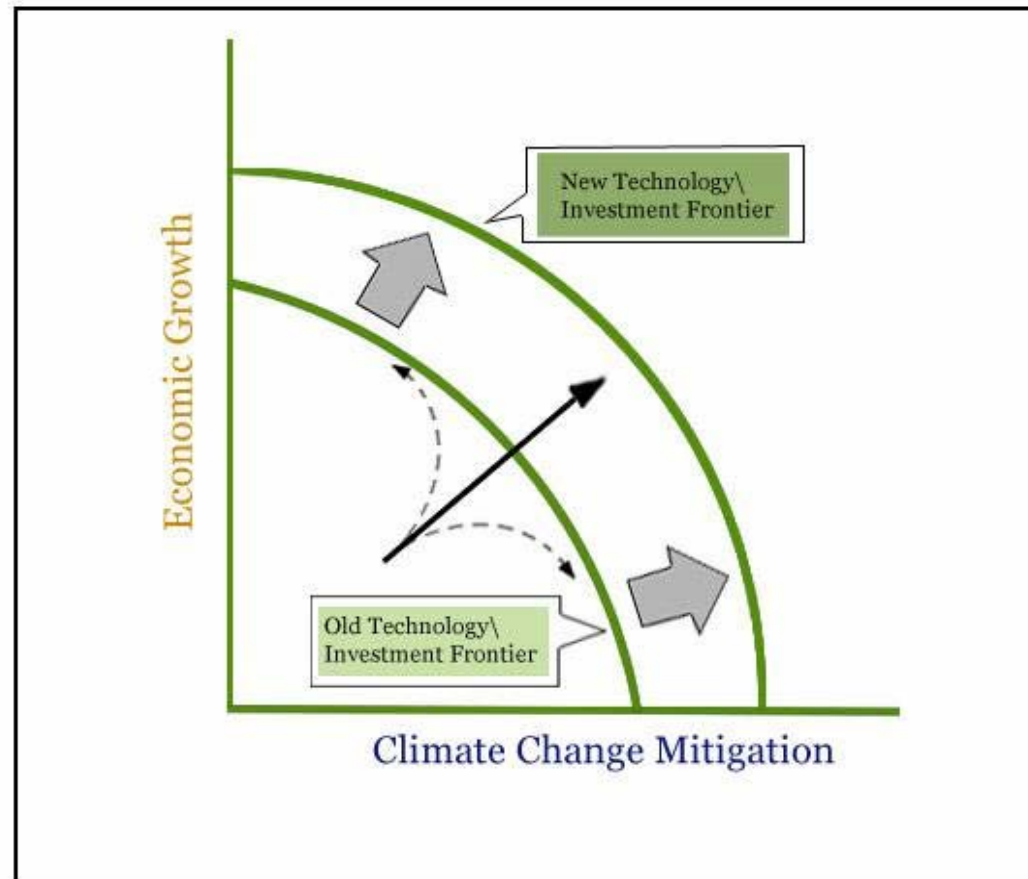 New Technology\
Investment Frontier
Economic Growth
Old Technology\
Investment Frontier
Climate Change Mitigation